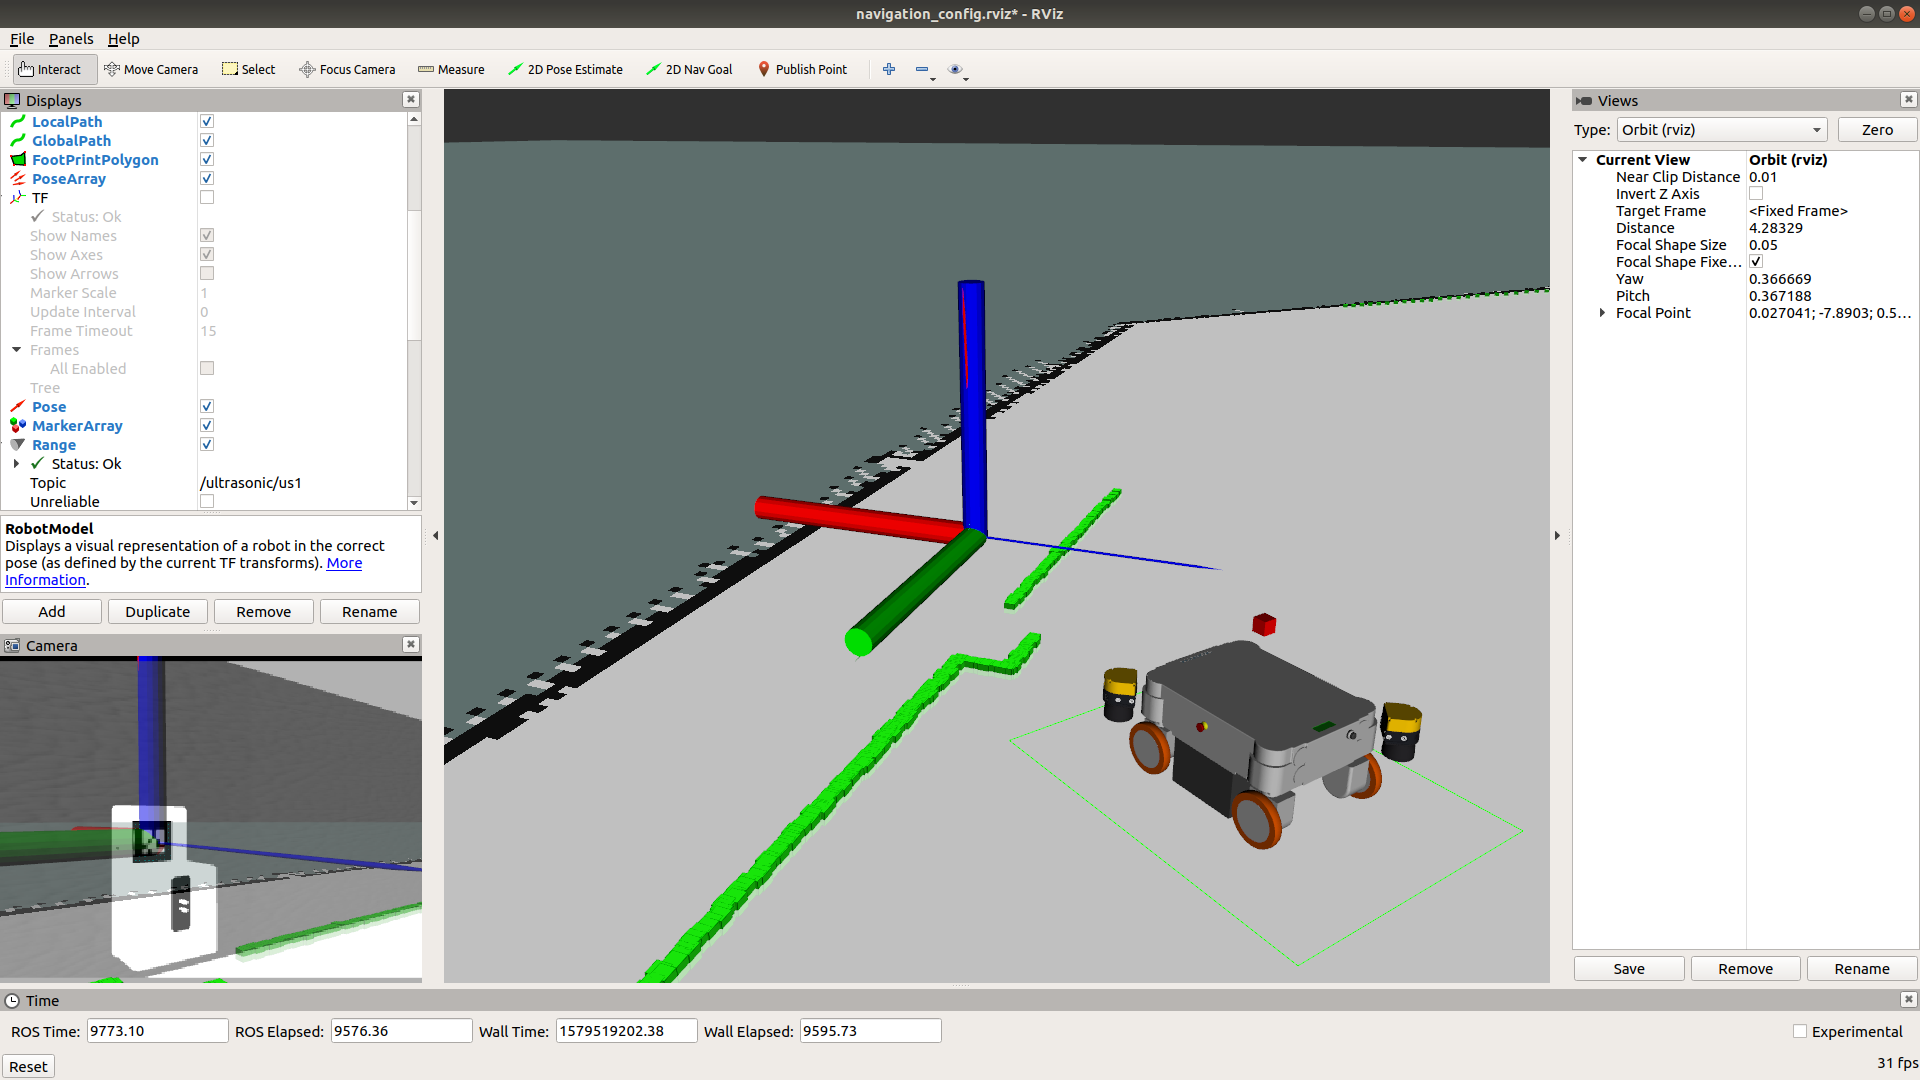 navigation_config.rviz* - RViz
File Panels Help
Interact Move Camera Select Focus Camera Measure 2D Pose Estimate 2D Nav Goal Publish Point
Displays
LocalPath
GlobalPath
FootPrintPolygon
PoseArray
TF
Status: Ok
Show Names
Show Axes
Show Arrows
Marker Scale 1
Update Interval 0
Frame Timeout 15
Frames
All Enabled
Tree
Pose
MarkerArray
Range
Status: Ok
Topic /ultrasonic/us1
Unreliable
RobotModel
Displays a visual representation of a robot in the correct
pose (as defined by the current TF transforms). More
Information.
Add Duplicate Remove Rename
Camera
Views
Type: Orbit (rviz) Zero
Current View Orbit (rviz)
Near Clip Distance 0.01
Invert Z Axis
Target Frame <Fixed Frame>
Distance 4.28329
Focal Shape Size 0.05
Focal Shape Fixe...
Yaw 0.366669
Pitch 0.367188
Focal Point 0.027041; -7.8903; 0.5...
Save Remove Rename
Time
ROS Time: 9773.10 ROS Elapsed: 9576.36 Wall Time: 1579519202.38 Wall Elapsed: 9595.73 Experimental
Reset 31 fps